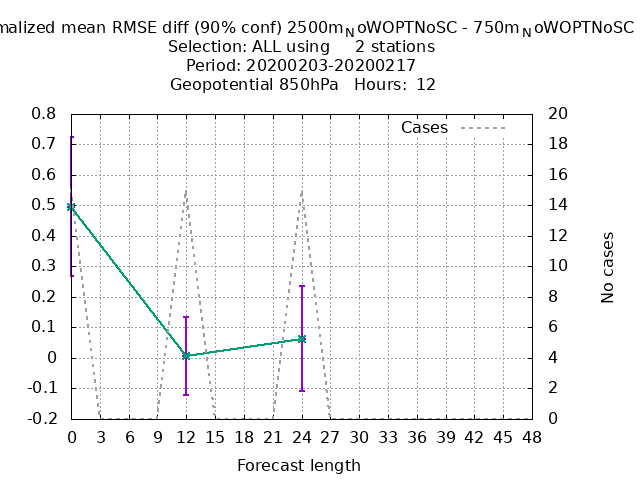 malized mean RMSE diff (90% conf) 2500mNoWOPTNoSC - 750mNoWOPTNoSC
Selection: ALL using 2 stations
Period: 20200203-20200217
Geopotential 850hPa Hours: 12
Cases
0.8
0.7
0.6
0.5
0.4
0.3
0.2
0.1
0
-0.1
-0.2
20
18
16
14
12
10
8
6
4
2
0
No cases
0 3 6 9 12 15 18 21 24 27 30 33 36 39 42 45 48
Forecast length